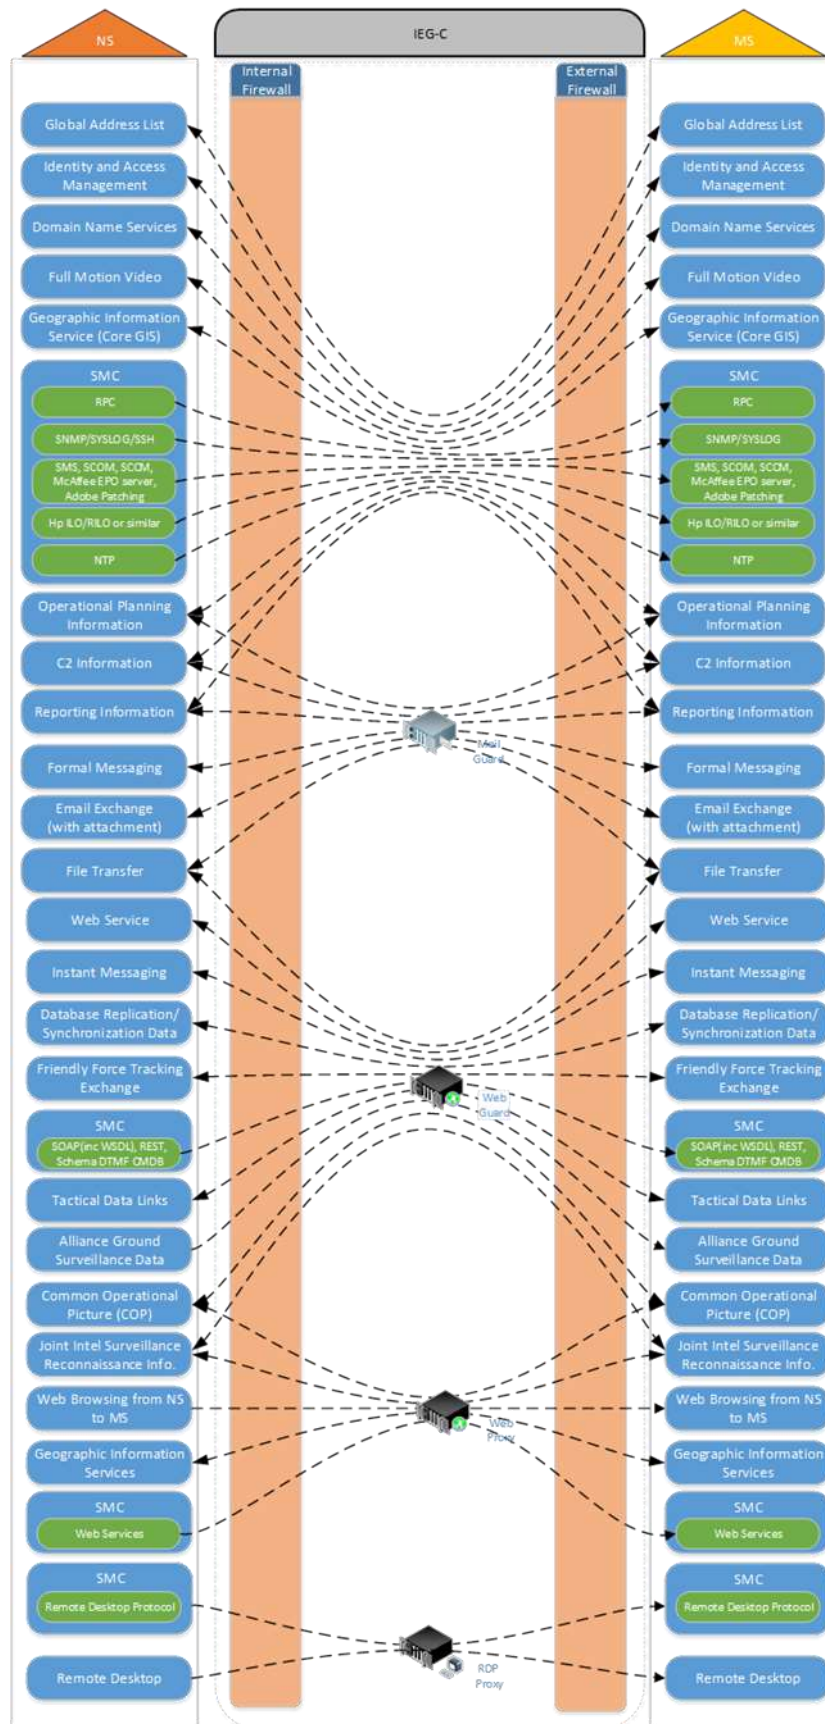 NS
IEG-C
MS
Internal
Firewall
External
Firewall
Global Address List
Global Address List
Identity and Access
Management
Identity and Access
Management
Domain Name Services
Domain Name Services
Full Motion Video
Full Motion Video
Geographic Information
Service (Core GIS)
Geographic Information
Service (Core GIS)
SMC
RPC
SNMP/SYSLOG/SSH
SMS, SCOM, SCCM,
McAffee EPO server,
Adobe Patching
Hp ILO/RILO or similar
NTP
SMC
RPC
SNMP/SYSLOG
SMS, SCOM, SCCM,
McAffee EPO server,
Adobe Patching
Hp ILO/RILO or similar
NTP
Operational Planning
Information
Operational Planning
Information
C2 Information
C2 Information
Reporting Information
Reporting Information
Mail
Guard
Formal Messaging
Formal Messaging
Email Exchange
(with attachment)
Email Exchange
(with attachment)
File Transfer
File Transfer
Web Service
Web Service
Instant Messaging
Instant Messaging
Database Replication/
Synchronization Data
Database Replication/
Synchronization Data
Friendly Force Tracking
Exchange
Friendly Force Tracking
Exchange
Web
Guard
SMC
SOAP(inc WSDL), REST,
Schema DTMF CMDB
SMC
SOAP(inc WSDL), REST,
Schema DTMF CMDB
Tactical Data Links
Tactical Data Links
Alliance Ground
Surveillance Data
Alliance Ground
Surveillance Data
Common Operational
Picture (COP)
Common Operational
Picture (COP)
Joint Intel Surveillance
Reconnaissance Info.
Joint Intel Surveillance
Reconnaissance Info.
Web Browsing from NS
to MS
Web Browsing from NS
to MS
Web
Proxy
Geographic Information
Services
Geographic Information
Services
SMC
Web Services
SMC
Web Services
SMC
Remote Desktop Protocol
SMC
Remote Desktop Protocol
RDP
Proxy
Remote Desktop
Remote Desktop